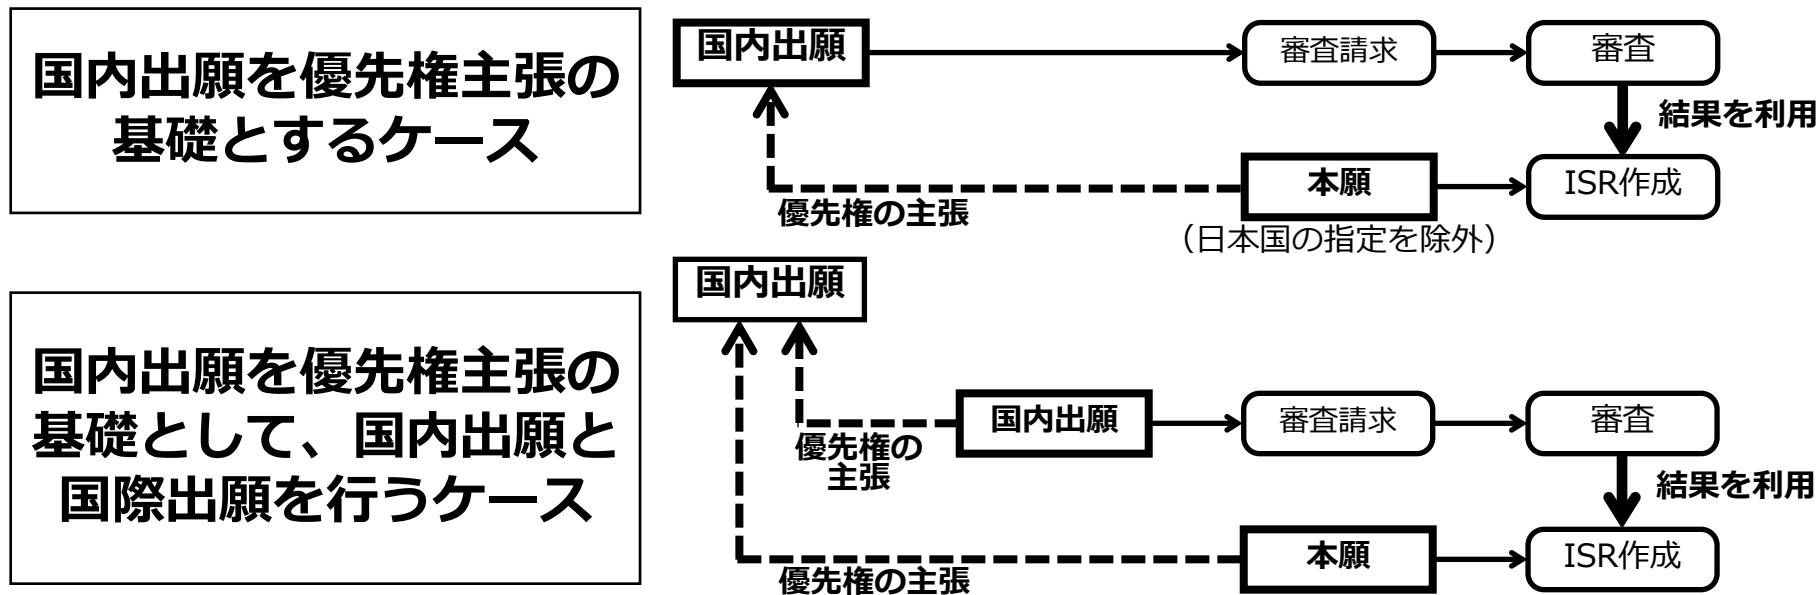 国内出願を優先権主張の
基礎とするケース
国内出願
審査請求
審査
結果を利用
本願
ISR作成
優先権の主張
（日本国の指定を除外）
国内出願を優先権主張の
基礎として、国内出願と
国際出願を行うケース
国内出願
国内出願
審査請求
審査
優先権の
主張
結果を利用
本願
ISR作成
優先権の主張